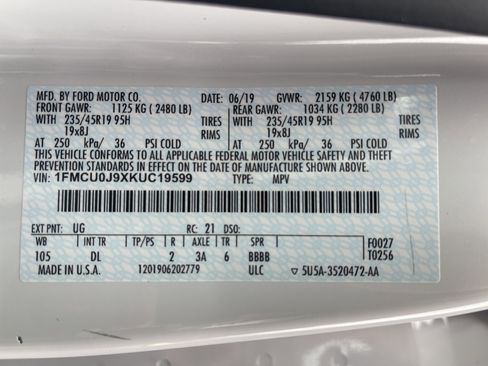 MFD. BY FORD MOTOR CO. DATE: 06/19 GVWR: 2159 KG ( 4760 LB)
FRONT GAWR: 1125 KG ( 2480 LB) REAR GAWR: 1034 KG ( 2280 LB)
WITH 235/45R19 95H TIRES WITH 235/45R19 95H TIRES
19x8J RIMS 19x8J RIMS
AT 250 kPa/ 36 PSI COLD AT 250 kPa/ 36 PSI COLD
THIS VEHICLE CONFORMS TO ALL APPLICABLE FEDERAL MOTOR VEHICLE SAFETY AND THEFT
PREVENTION STANDARDS IN EFFECT ON THE DATE OF MANUFACTURE SHOWN ABOVE.
VIN: 1FMCU0J9XKUC19599 TYPE: MPV
EXT PNT: UG RC: 21 DSO:
WB INT TR TP/PS R AXLE TR SPR F0027
105 DL 2 3A 6 BBBB T0256
MADE IN U.S.A. 1201906202779 ULC 5U5A-3520472-AA